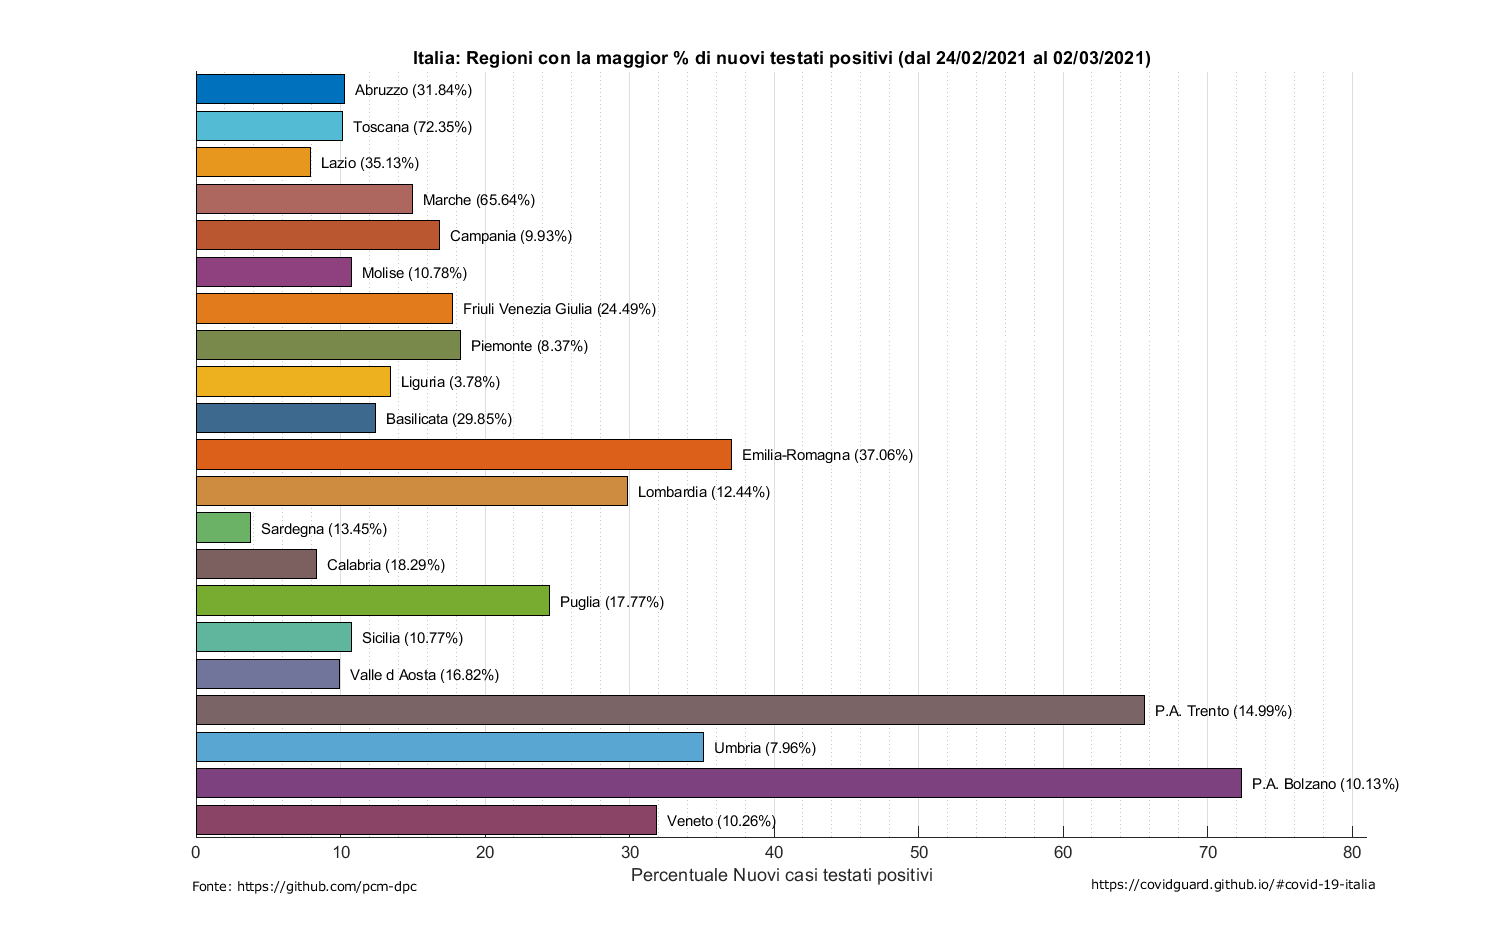 Italia: Regioni con la maggior % di nuovi testati positivi (dal 24/02/2021 al 02/03/2021)
Abruzzo (31.84%)
Toscana (72.35%)
Lazio (35.13%)
Marche (65.64%)
Campania (9.93%)
Molise (10.78%)
Friuli Venezia Giulia (24.49%)
Piemonte (8.37%)
Liguria (3.78%)
Basilicata (29.85%)
Emilia-Romagna (37.06%)
Lombardia (12.44%)
Sardegna (13.45%)
Calabria (18.29%)
Puglia (17.77%)
Sicilia (10.77%)
Valle d Aosta (16.82%)
P.A. Trento (14.99%)
Umbria (7.96%)
P.A. Bolzano (10.13%)
Veneto (10.26%)
0 10 20 30 40 50 60 70 80
Percentuale Nuovi casi testati positivi
Fonte: https://github.com/pcm-dpc
https://covidguard.github.io/#covid-19-italia